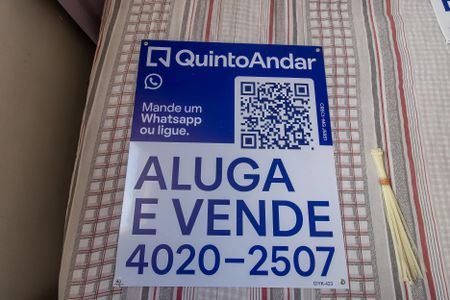 QuintoAndar
Mande um
Whatsapp
ou ligue.
ALUGA
E VENDE
4020-2507